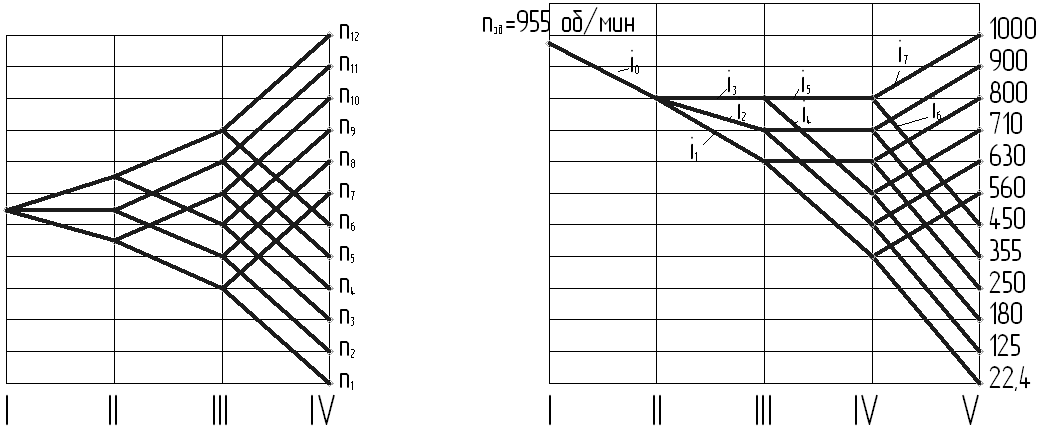 n₁₂
n₁₁
n₁₀
n₉
n₈
n₇
n₆
n₅
n₄
n₃
n₂
n₁
I II III IV
nэв=955 об/мин
i₀
i₃
i₅
i₇
i₂
i₄
i₆
i₁
1000
900
800
710
630
560
450
355
250
180
125
22,4
I II III IV V